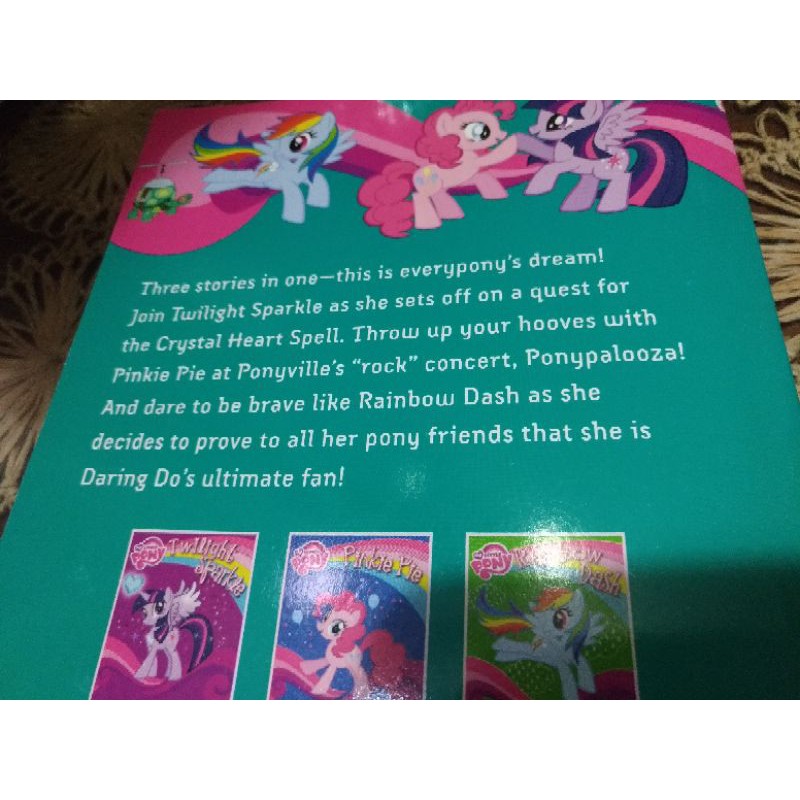 Three stories in one—this is everypony's dream!
Join Twilight Sparkle as she sets off on a quest for
the Crystal Heart Spell. Throw up your hooves with
Pinkie Pie at Ponyville's "rock" concert, Ponypalooza!
And dare to be brave like Rainbow Dash as she
decides to prove to all her pony friends that she is
Daring Do's ultimate fan!
PONY Twilight
Sparkle
PONY Pinkie Pie
PONY
Dash